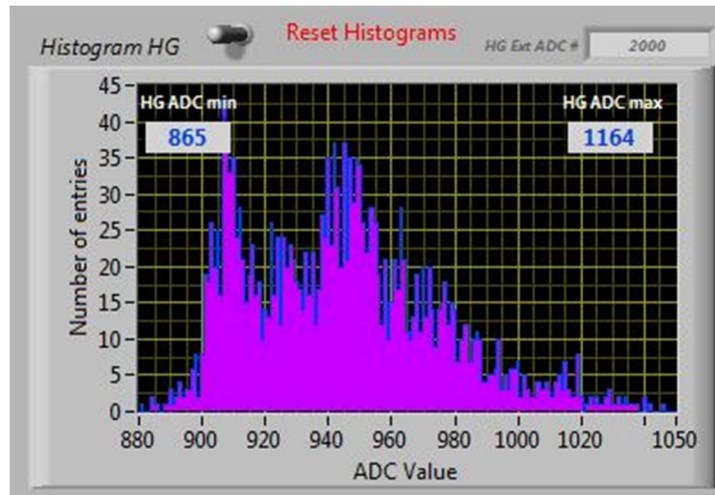 Histogram HG
Reset Histograms
HG Ext ADC #
2000
HG ADC min
865
HG ADC max
1164
Number of entries
45
40
35
30
25
20
15
10
5
0
880 900 920 940 960 980 1000 1020 1050
ADC Value